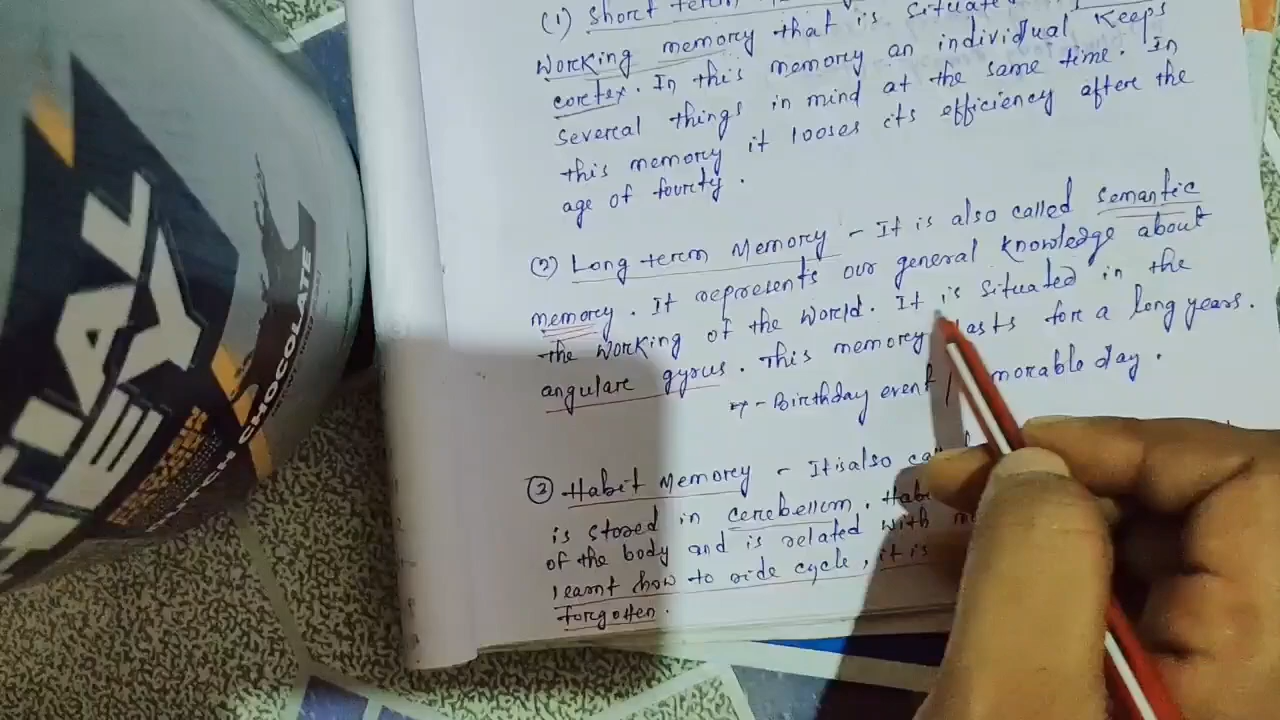 (1) Short term
working memory that is situate
cortex. In this memory an individual keeps
several things in mind at the same time. In
this memory it looses its efficiency after the
age of fourty.
(2) Long term Memory - It is also called semantic
memory. It represents our general knowledge about
the working of the world. It is situated in the
angular gyrus. This memory lasts for a long years.
- Birthday event / morable day.
(3) Habit Memory - It is also ca
is stored in cerebellum. Hab
of the body and is related with m
learnt how to ride cycle, it is
forgotten.
CHOCOLATE